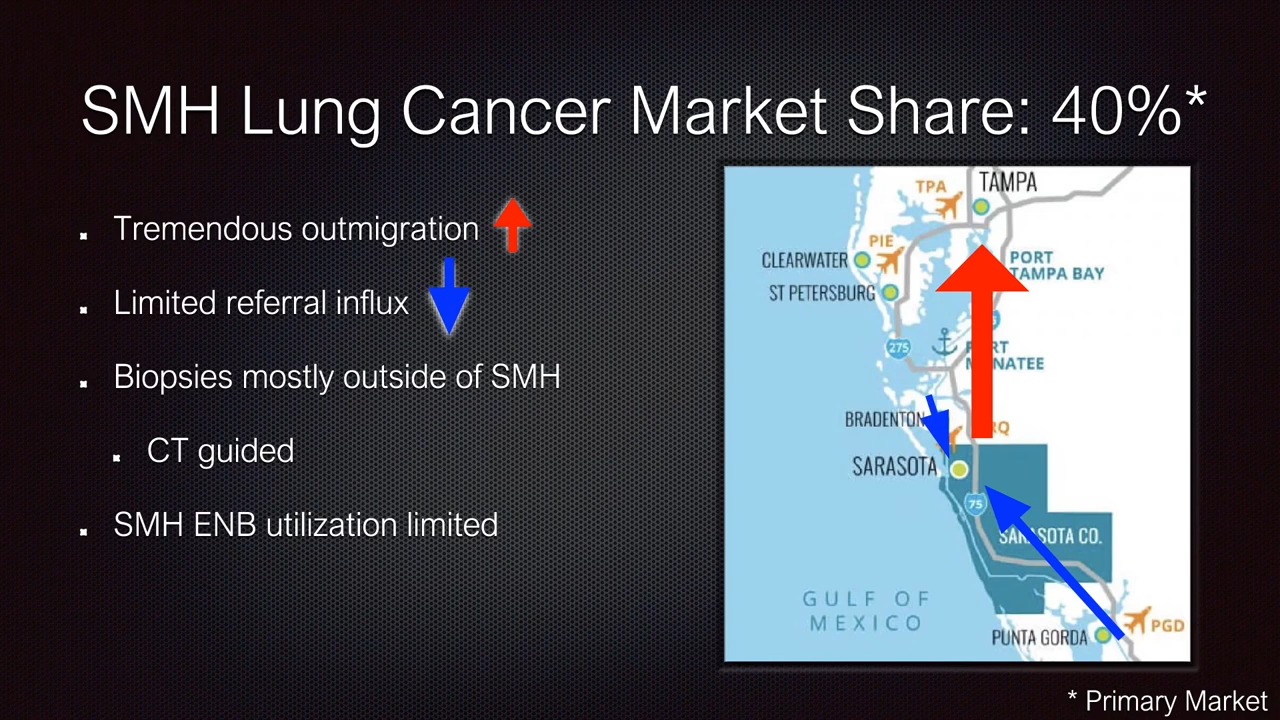 SMH Lung Cancer Market Share: 40%*
Tremendous outmigration
Limited referral influx
Biopsies mostly outside of SMH
CT guided
SMH ENB utilization limited
TPA
TAMPA
PIE
CLEARWATER
PORT
TAMPA BAY
ST PETERSBURG
275
BRADENTON
SARASOTA
75
SARASOTA CO.
GULF OF
MEXICO
PUNTA GORDA
PGD
* Primary Market